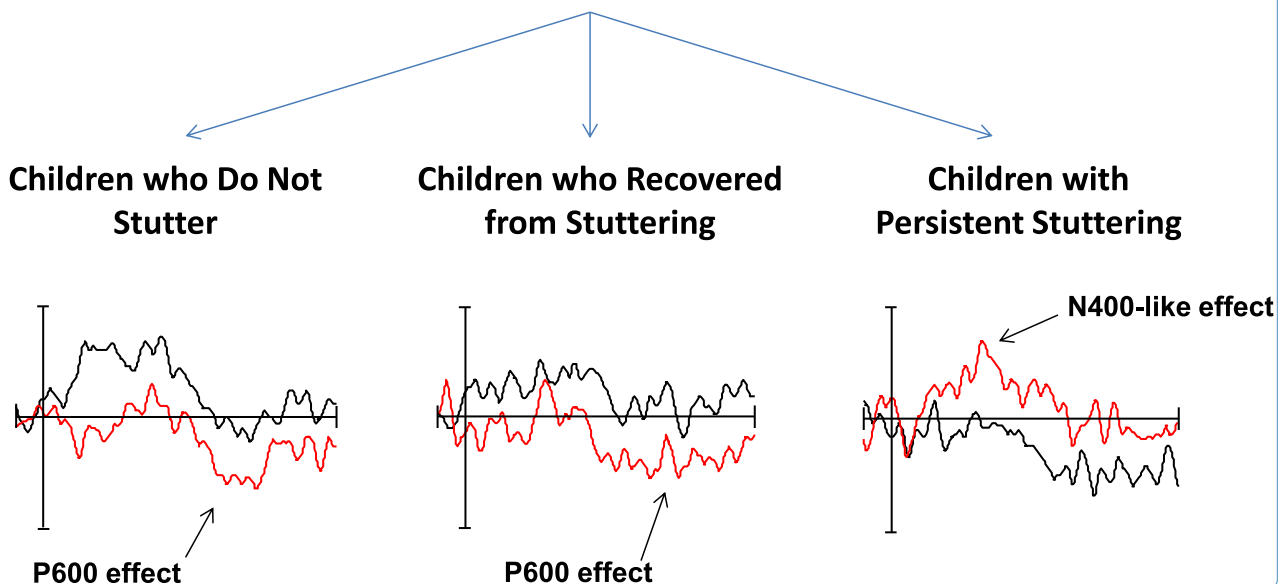 Children who Do Not
Stutter
Children who Recovered
from Stuttering
Children with
Persistent Stuttering
N400-like effect
P600 effect
P600 effect